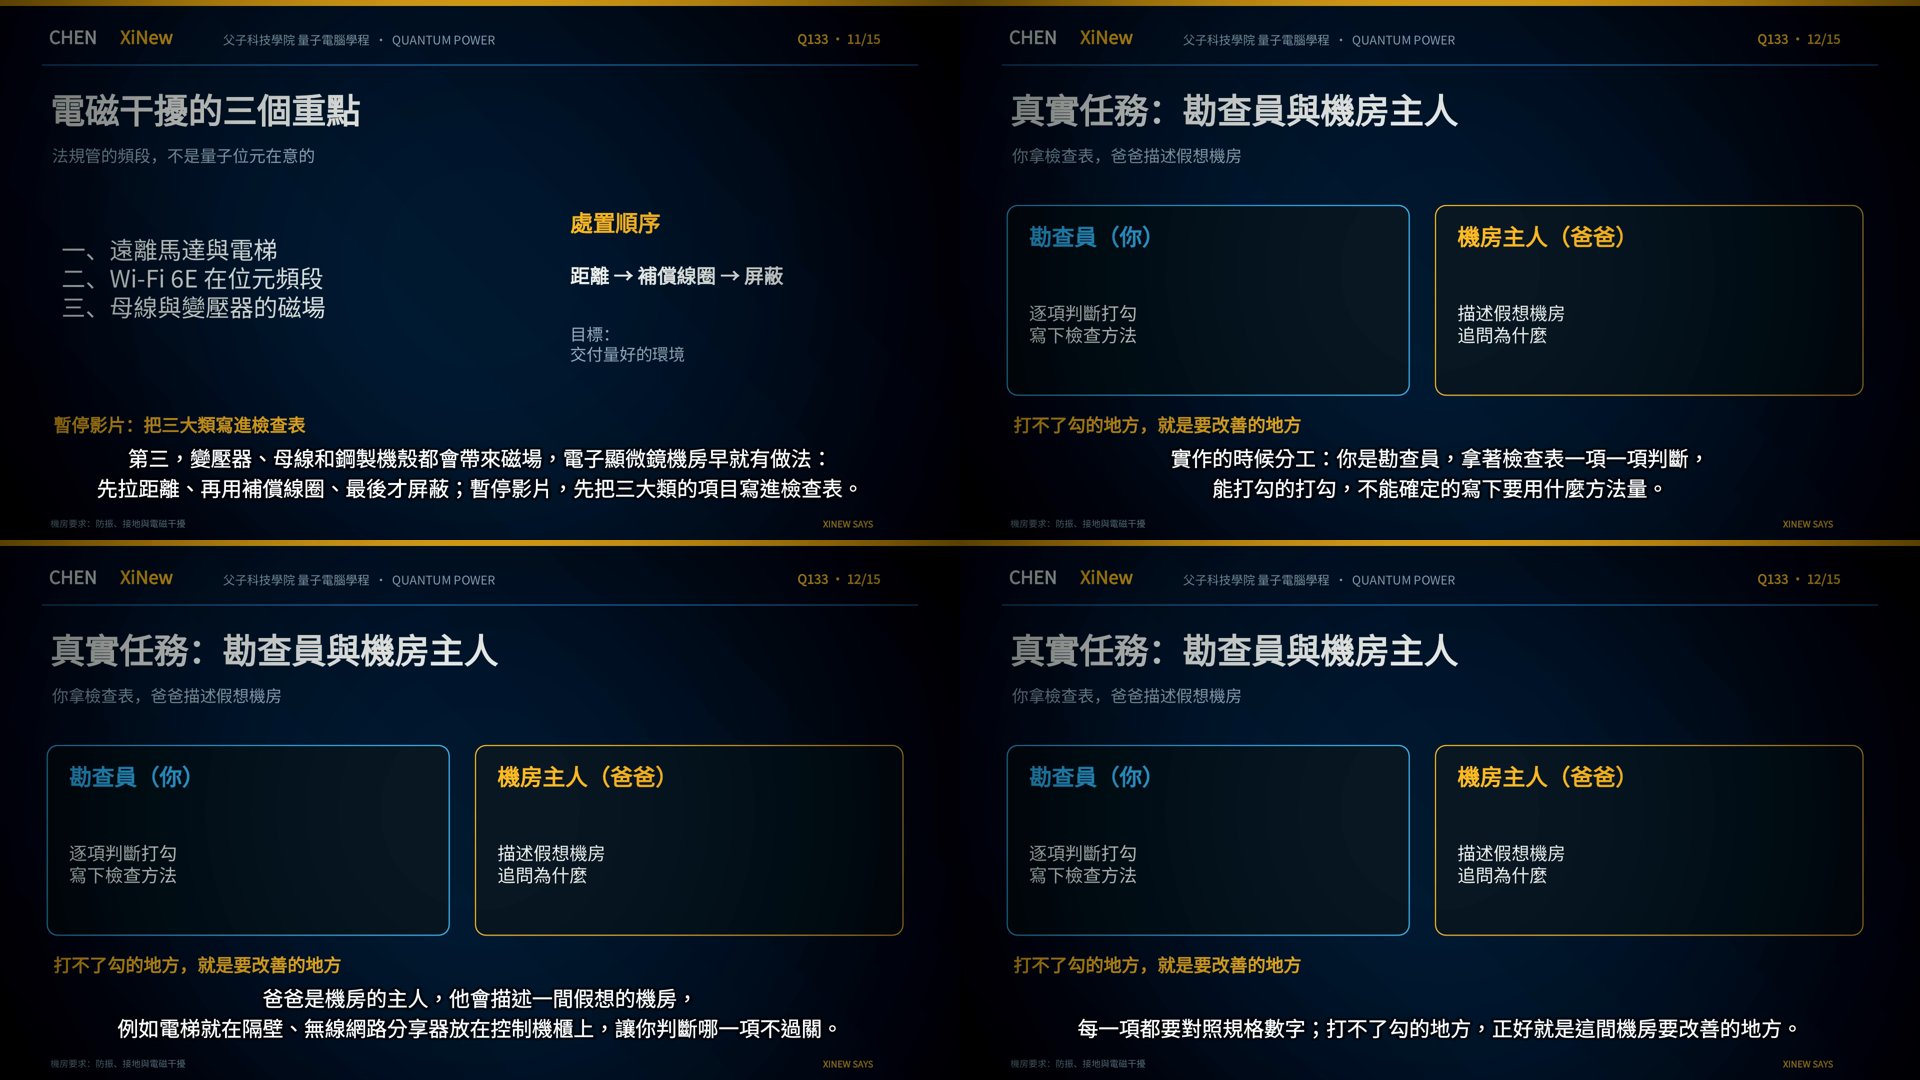 CHEN XiNew 父子科技學院 量子電腦學程 · QUANTUM POWER Q133 · 11/15
電磁干擾的三個重點
法規管的頻段，不是量子位元在意的
一、遠離馬達與電梯
二、Wi-Fi 6E 在位元頻段
三、母線與變壓器的磁場
處置順序
距離 → 補償線圈 → 屏蔽
目標：
交付量好的環境
暫停影片：把三大類寫進檢查表
第三，變壓器、母線和鋼製機殼都會帶來磁場，電子顯微鏡機房早就有做法：
先拉距離、再用補償線圈、最後才屏蔽；暫停影片，先把三大類的項目寫進檢查表。
機房要求：防振、接地與電磁干擾 XINEW SAYS
CHEN XiNew 父子科技學院 量子電腦學程 · QUANTUM POWER Q133 · 12/15
真實任務：勘查員與機房主人
你拿檢查表，爸爸描述假想機房
勘查員（你）
逐項判斷打勾
寫下檢查方法
機房主人（爸爸）
描述假想機房
追問為什麼
打不了勾的地方，就是要改善的地方
實作的時候分工：你是勘查員，拿著檢查表一項一項判斷，
能打勾的打勾，不能確定的寫下要用什麼方法量。
機房要求：防振、接地與電磁干擾 XINEW SAYS
CHEN XiNew 父子科技學院 量子電腦學程 · QUANTUM POWER Q133 · 12/15
真實任務：勘查員與機房主人
你拿檢查表，爸爸描述假想機房
勘查員（你）
逐項判斷打勾
寫下檢查方法
機房主人（爸爸）
描述假想機房
追問為什麼
打不了勾的地方，就是要改善的地方
爸爸是機房的主人，他會描述一間假想的機房，
例如電梯就在隔壁、無線網路分享器放在控制機櫃上，讓你判斷哪一項不過關。
機房要求：防振、接地與電磁干擾 XINEW SAYS
CHEN XiNew 父子科技學院 量子電腦學程 · QUANTUM POWER Q133 · 12/15
真實任務：勘查員與機房主人
你拿檢查表，爸爸描述假想機房
勘查員（你）
逐項判斷打勾
寫下檢查方法
機房主人（爸爸）
描述假想機房
追問為什麼
打不了勾的地方，就是要改善的地方
每一項都要對照規格數字；打不了勾的地方，正好就是這間機房要改善的地方。
機房要求：防振、接地與電磁干擾 XINEW SAYS